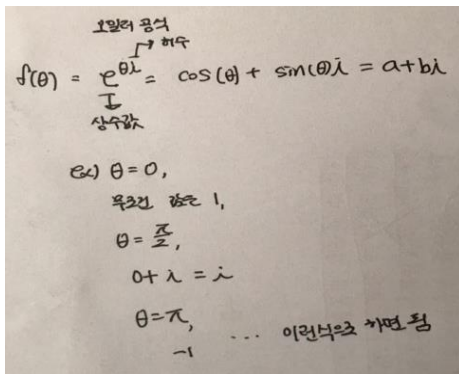 오일러 공식
허수
f(θ) = e^{θi} = cos(θ) + sin(θ)i = a+bi
상수값
ex) θ = 0,
무조건 값은 1,
θ = π/2,
0 + i = i
θ = π,
-1 ... 이런식으로 하면 됨